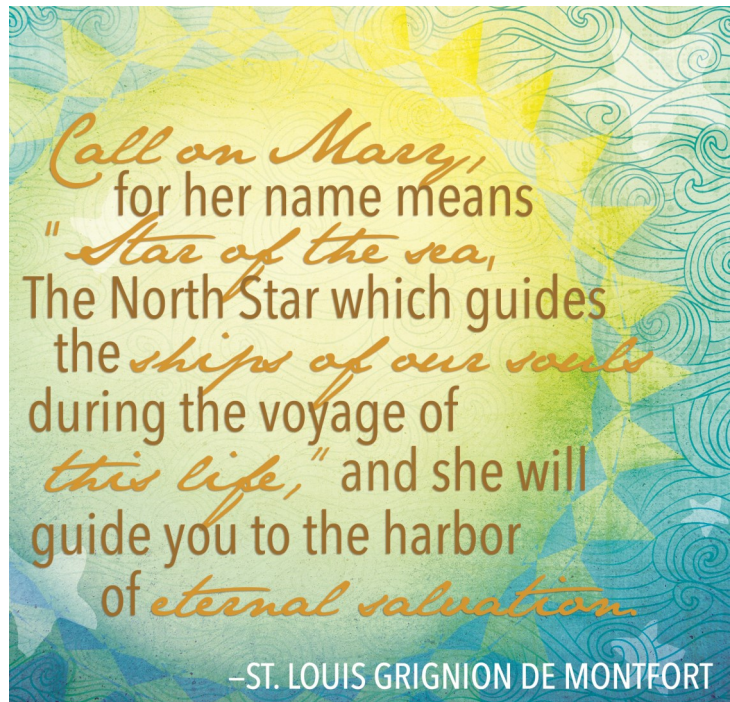 Call on Mary,
for her name means
"Star of the sea,
The North Star which guides
the ships of our souls
during the voyage of
this life," and she will
guide you to the harbor
of eternal salvation.
–ST. LOUIS GRIGNION DE MONTFORT